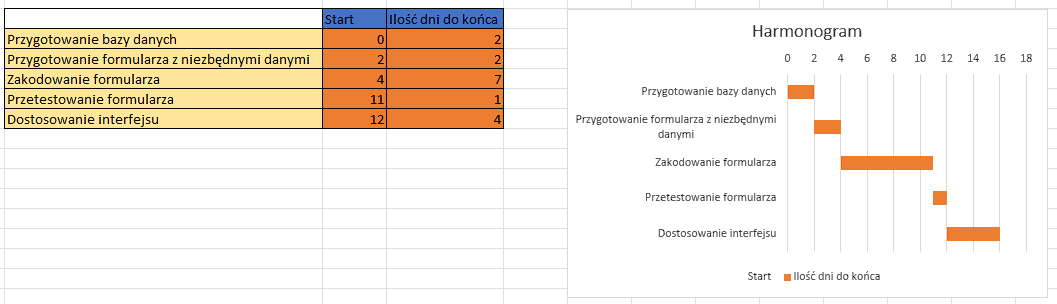 Start Ilość dni do końca
Przygotowanie bazy danych 0 2
Przygotowanie formularza z niezbędnymi danymi 2 2
Zakodowanie formularza 4 7
Przetestowanie formularza 11 1
Dostosowanie interfejsu 12 4
Harmonogram
0 2 4 6 8 10 12 14 16 18
Przygotowanie bazy danych
Przygotowanie formularza z niezbędnymi
danymi
Zakodowanie formularza
Przetestowanie formularza
Dostosowanie interfejsu
Start Ilość dni do końca